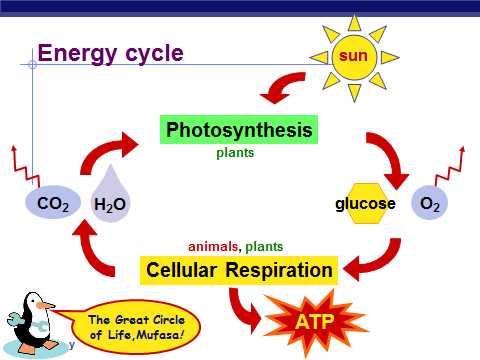 Energy cycle
sun
Photosynthesis
plants
CO2
H2O
glucose
O2
animals, plants
Cellular Respiration
ATP
The Great Circle
of Life,Mufasa!
y